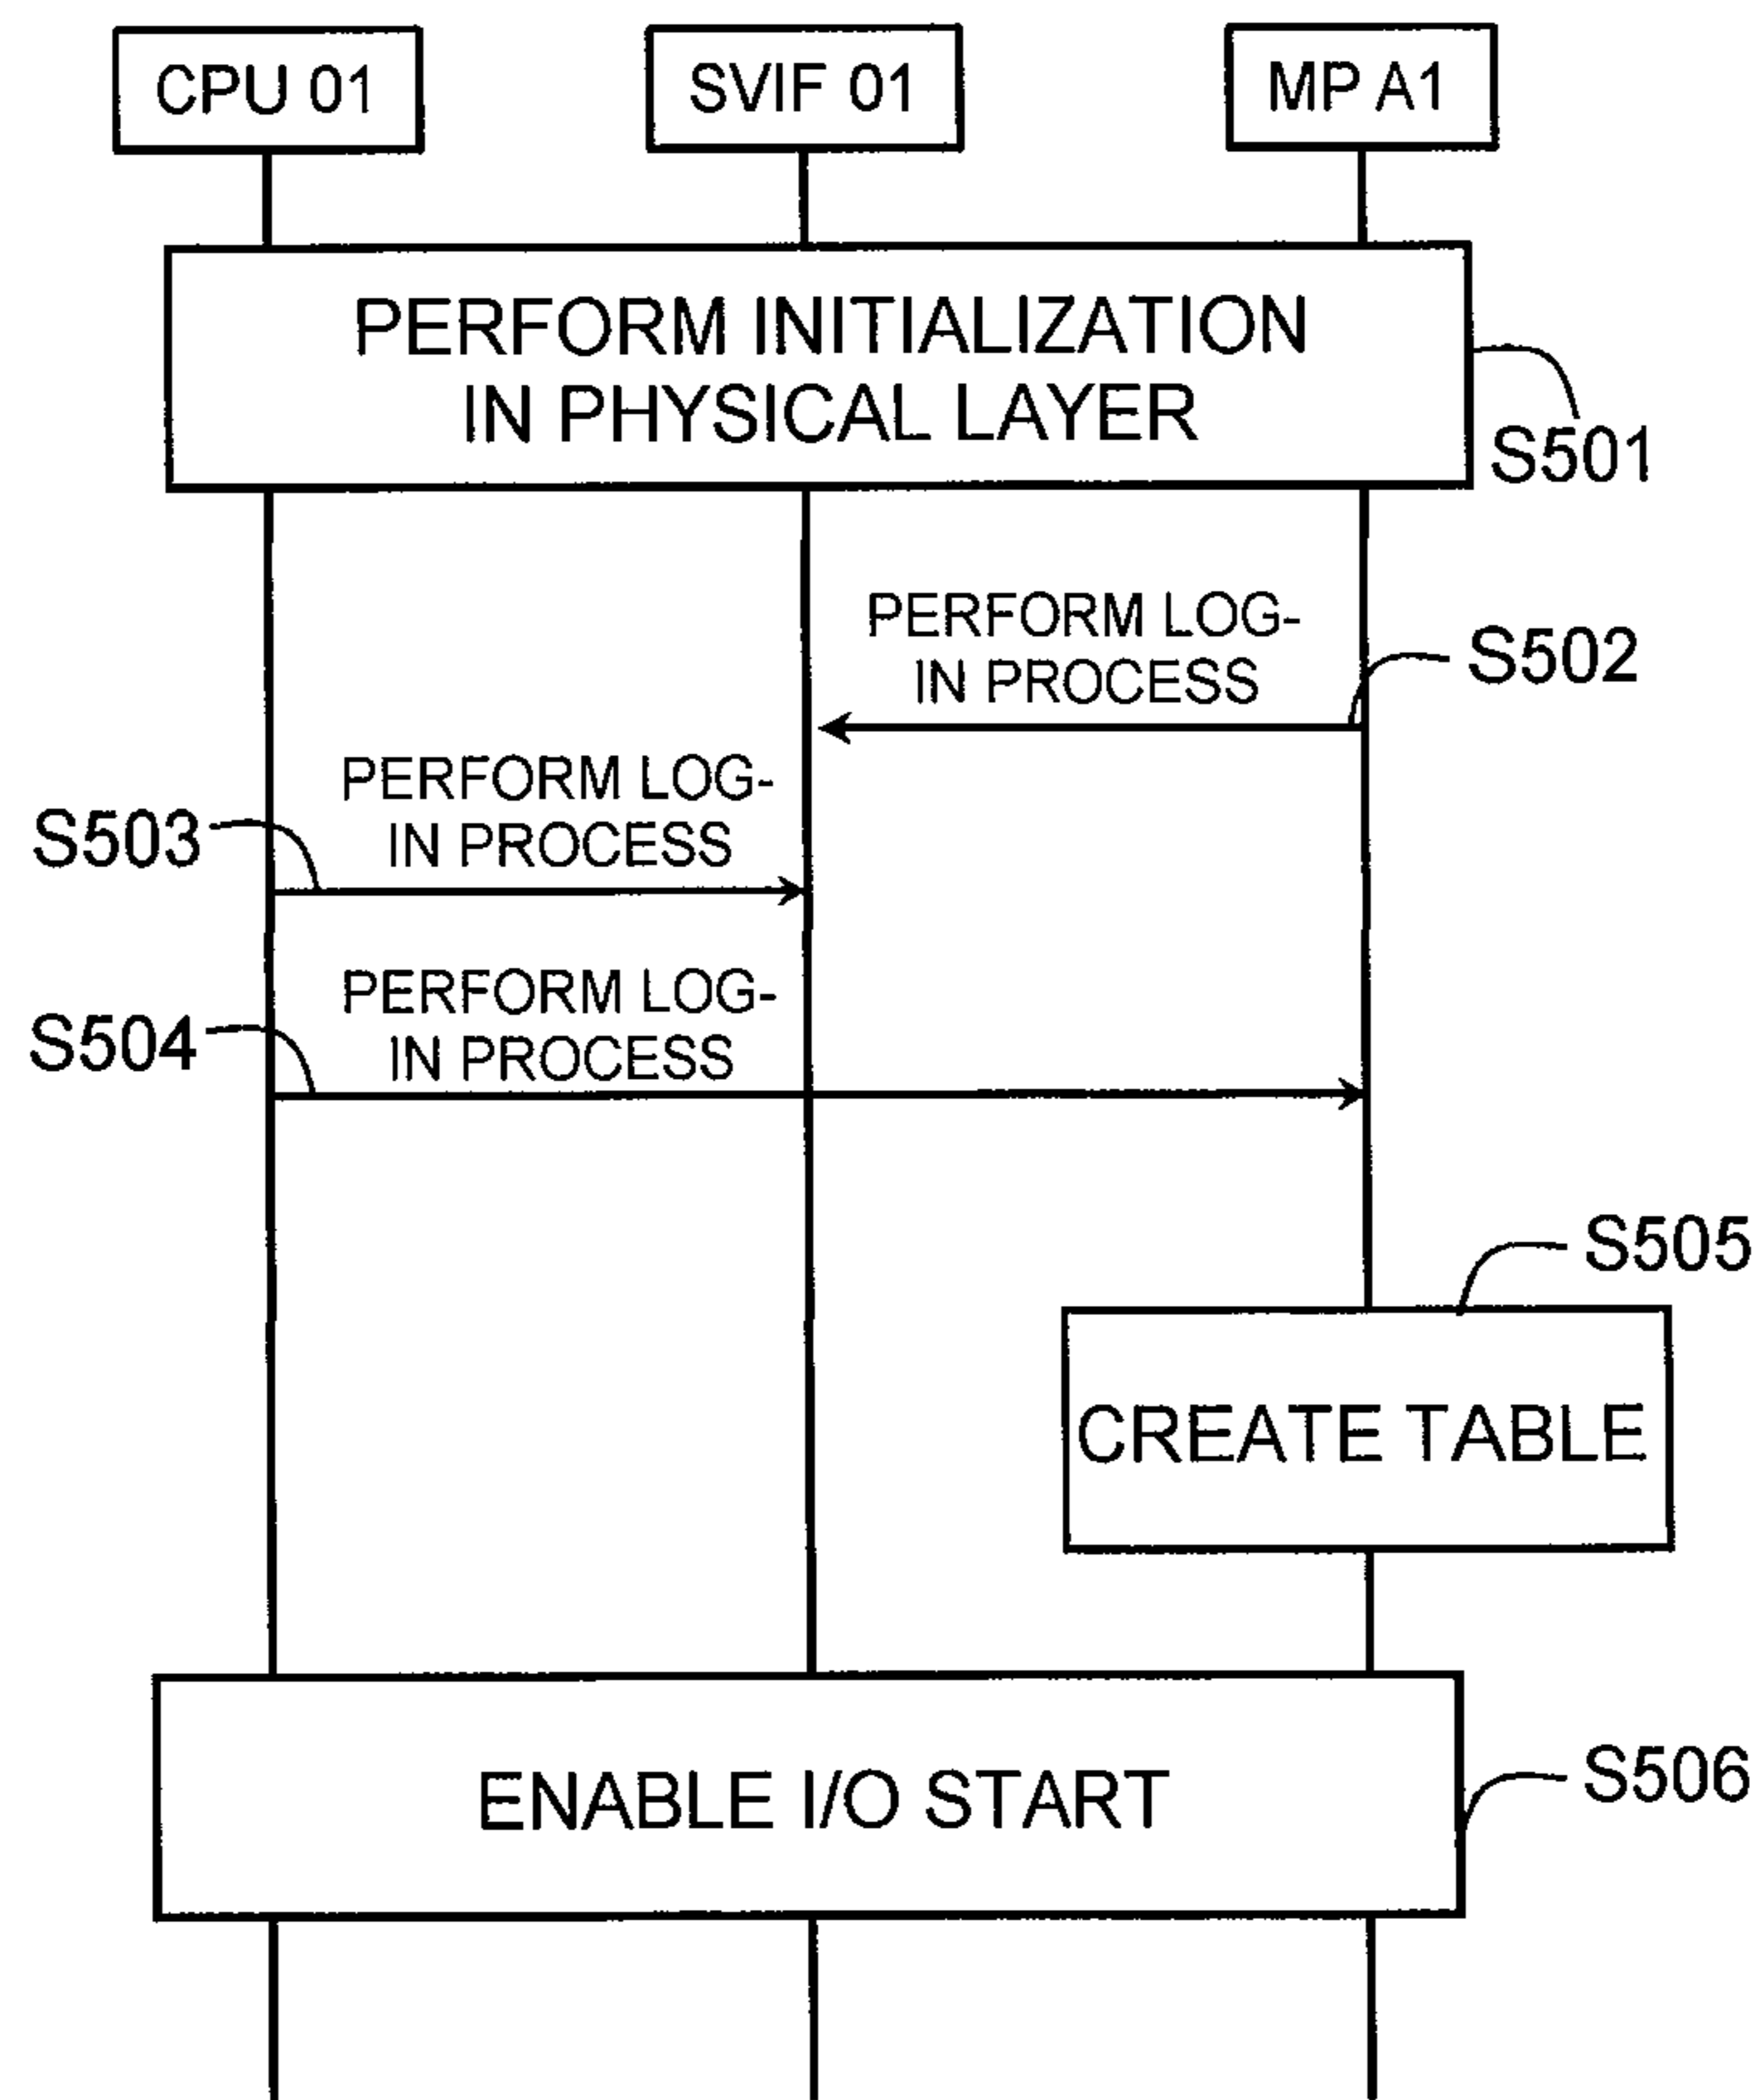 CPU 01
SVIF 01
MP A1
PERFORM INITIALIZATION
IN PHYSICAL LAYER
S501
PERFORM LOG-
IN PROCESS
S502
PERFORM LOG-
IN PROCESS
S503
PERFORM LOG-
IN PROCESS
S504
S505
CREATE TABLE
ENABLE I/O START
S506